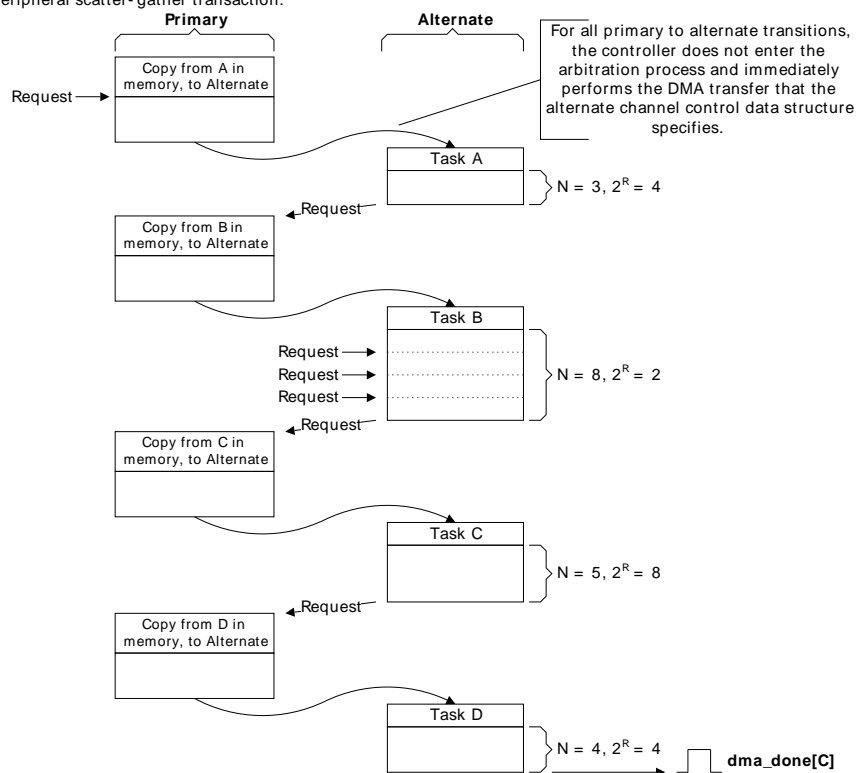 eripheral scatter- gather transaction.
Primary
Alternate
For all primary to alternate transitions,
the controller does not enter the
arbitration process and immediately
performs the DMA transfer that the
alternate channel control data structure
specifies.
Copy from A in
memory, to Alternate
Request
Task A
N = 3, 2^R = 4
Request
Copy from B in
memory, to Alternate
Task B
Request
Request
Request
N = 8, 2^R = 2
Request
Copy from C in
memory, to Alternate
Task C
N = 5, 2^R = 8
Request
Copy from D in
memory, to Alternate
Task D
N = 4, 2^R = 4
dma_done[C]